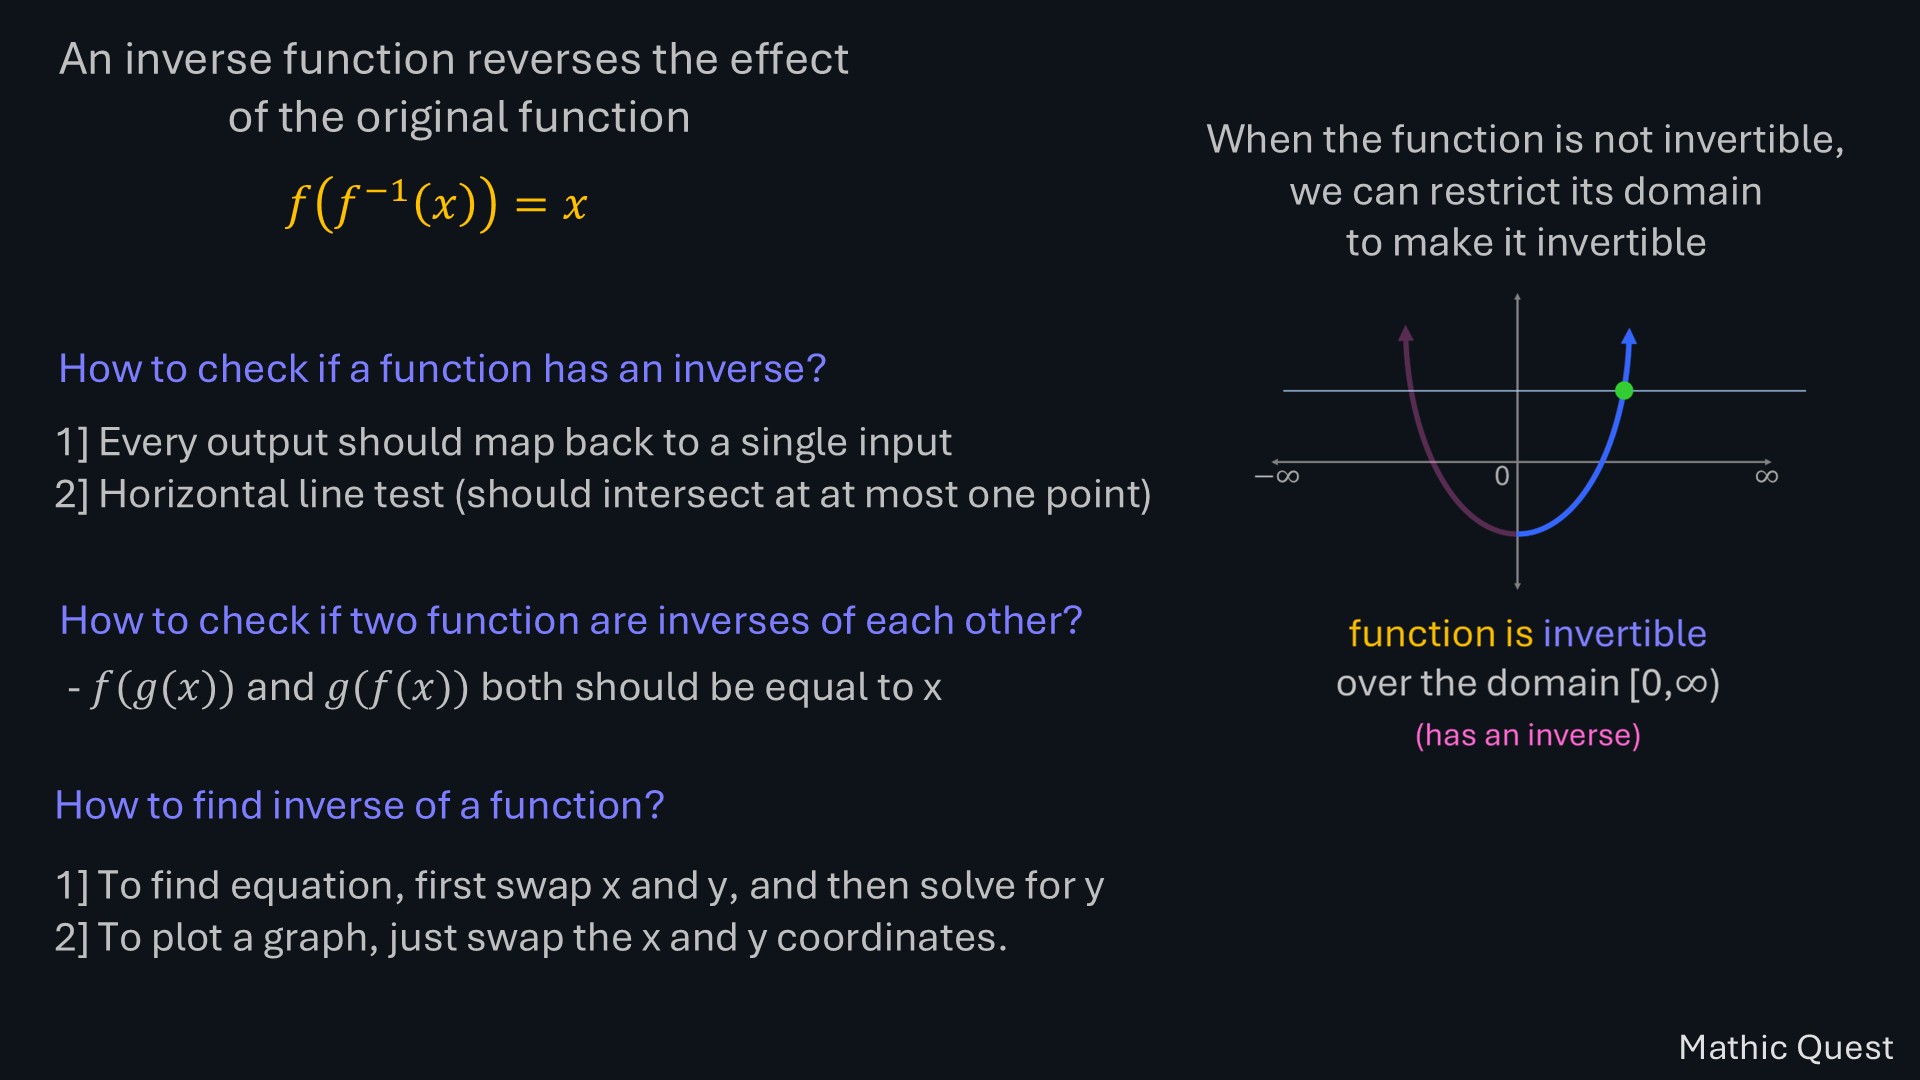 An inverse function reverses the effect
of the original function
f(f⁻¹(x)) = x
How to check if a function has an inverse?
1] Every output should map back to a single input
2] Horizontal line test (should intersect at at most one point)
How to check if two function are inverses of each other?
- f(g(x)) and g(f(x)) both should be equal to x
How to find inverse of a function?
1] To find equation, first swap x and y, and then solve for y
2] To plot a graph, just swap the x and y coordinates.
When the function is not invertible,
we can restrict its domain
to make it invertible
−∞ 0 ∞
function is invertible
over the domain [0,∞)
(has an inverse)
Mathic Quest